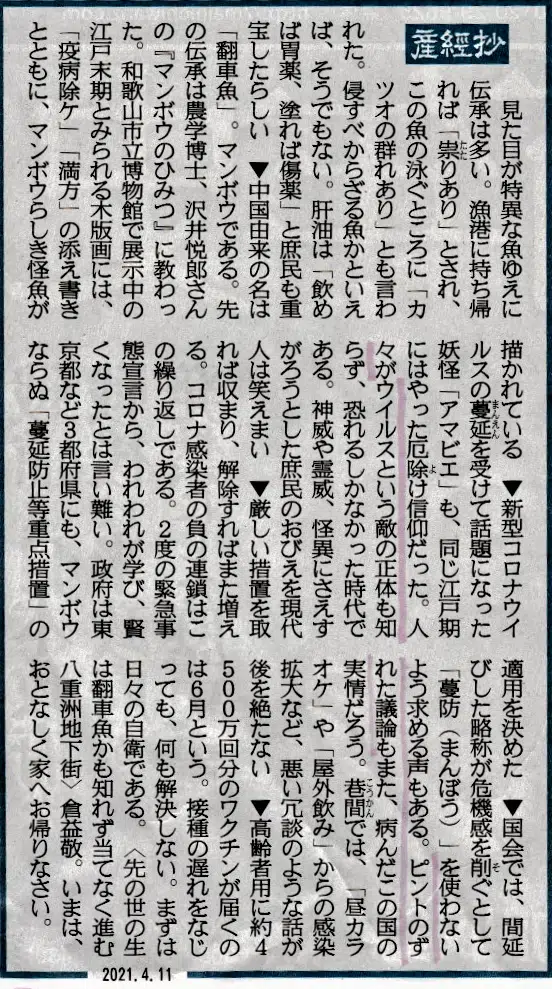 産經抄
見た目が特異な魚ゆえに
伝承は多い。漁港に持ち帰
れば「祟りあり」とされ、
この魚の泳ぐところに「カ
ツオの群れあり」とも言わ
れた。侵すべからざる魚かといえ
ば、そうでもない。肝油は「飲め
ば胃薬、塗れば傷薬」と庶民も重
宝したらしい▼中国由来の名は
「翻車魚」。マンボウである。先
の伝承は農学博士、沢井悦郎さん
の『マンボウのひみつ』に教わっ
た。和歌山市立博物館で展示中の
江戸末期とみられる木版画には、
「疫病除ケ」「満方」の添え書き
とともに、マンボウらしき怪魚が
描かれている▼新型コロナウイ
ルスの蔓延を受けて話題になった
妖怪「アマビエ」も、同じ江戸期
にはやった厄除け信仰だった。人
々がウイルスという敵の正体も知
らず、恐れるしかなかった時代で
ある。神威や霊威、怪異にさえす
がろうとした庶民のおびえを現代
人は笑えまい▼厳しい措置を取
れば収まり、解除すればまた増え
る。コロナ感染者の負の連鎖はこ
の繰り返しである。2度の緊急事
態宣言から、われわれが学び、賢
くなったとは言い難い。政府は東
京都など3都府県にも、マンボウ
ならぬ「蔓延防止等重点措置」の
適用を決めた▼国会では、間延
びした略称が危機感を削ぐとして
「蔓防（まんぼう）」を使わない
よう求める声もある。ピントのず
れた議論もまた、病んだこの国の
実情だろう。巷間では、「昼カラ
オケ」や「屋外飲み」からの感染
拡大など、悪い冗談のような話が
後を絶たない▼高齢者用に約4
500万回分のワクチンが届くの
は6月という。接種の遅れをなじ
っても、何も解決しない。まずは
日々の自衛である。〈先の世の生
は翻車魚かも知れず当てなく進む
八重洲地下街〉倉益敬。いまは、
おとなしく家へお帰りなさい。
2021.4.11